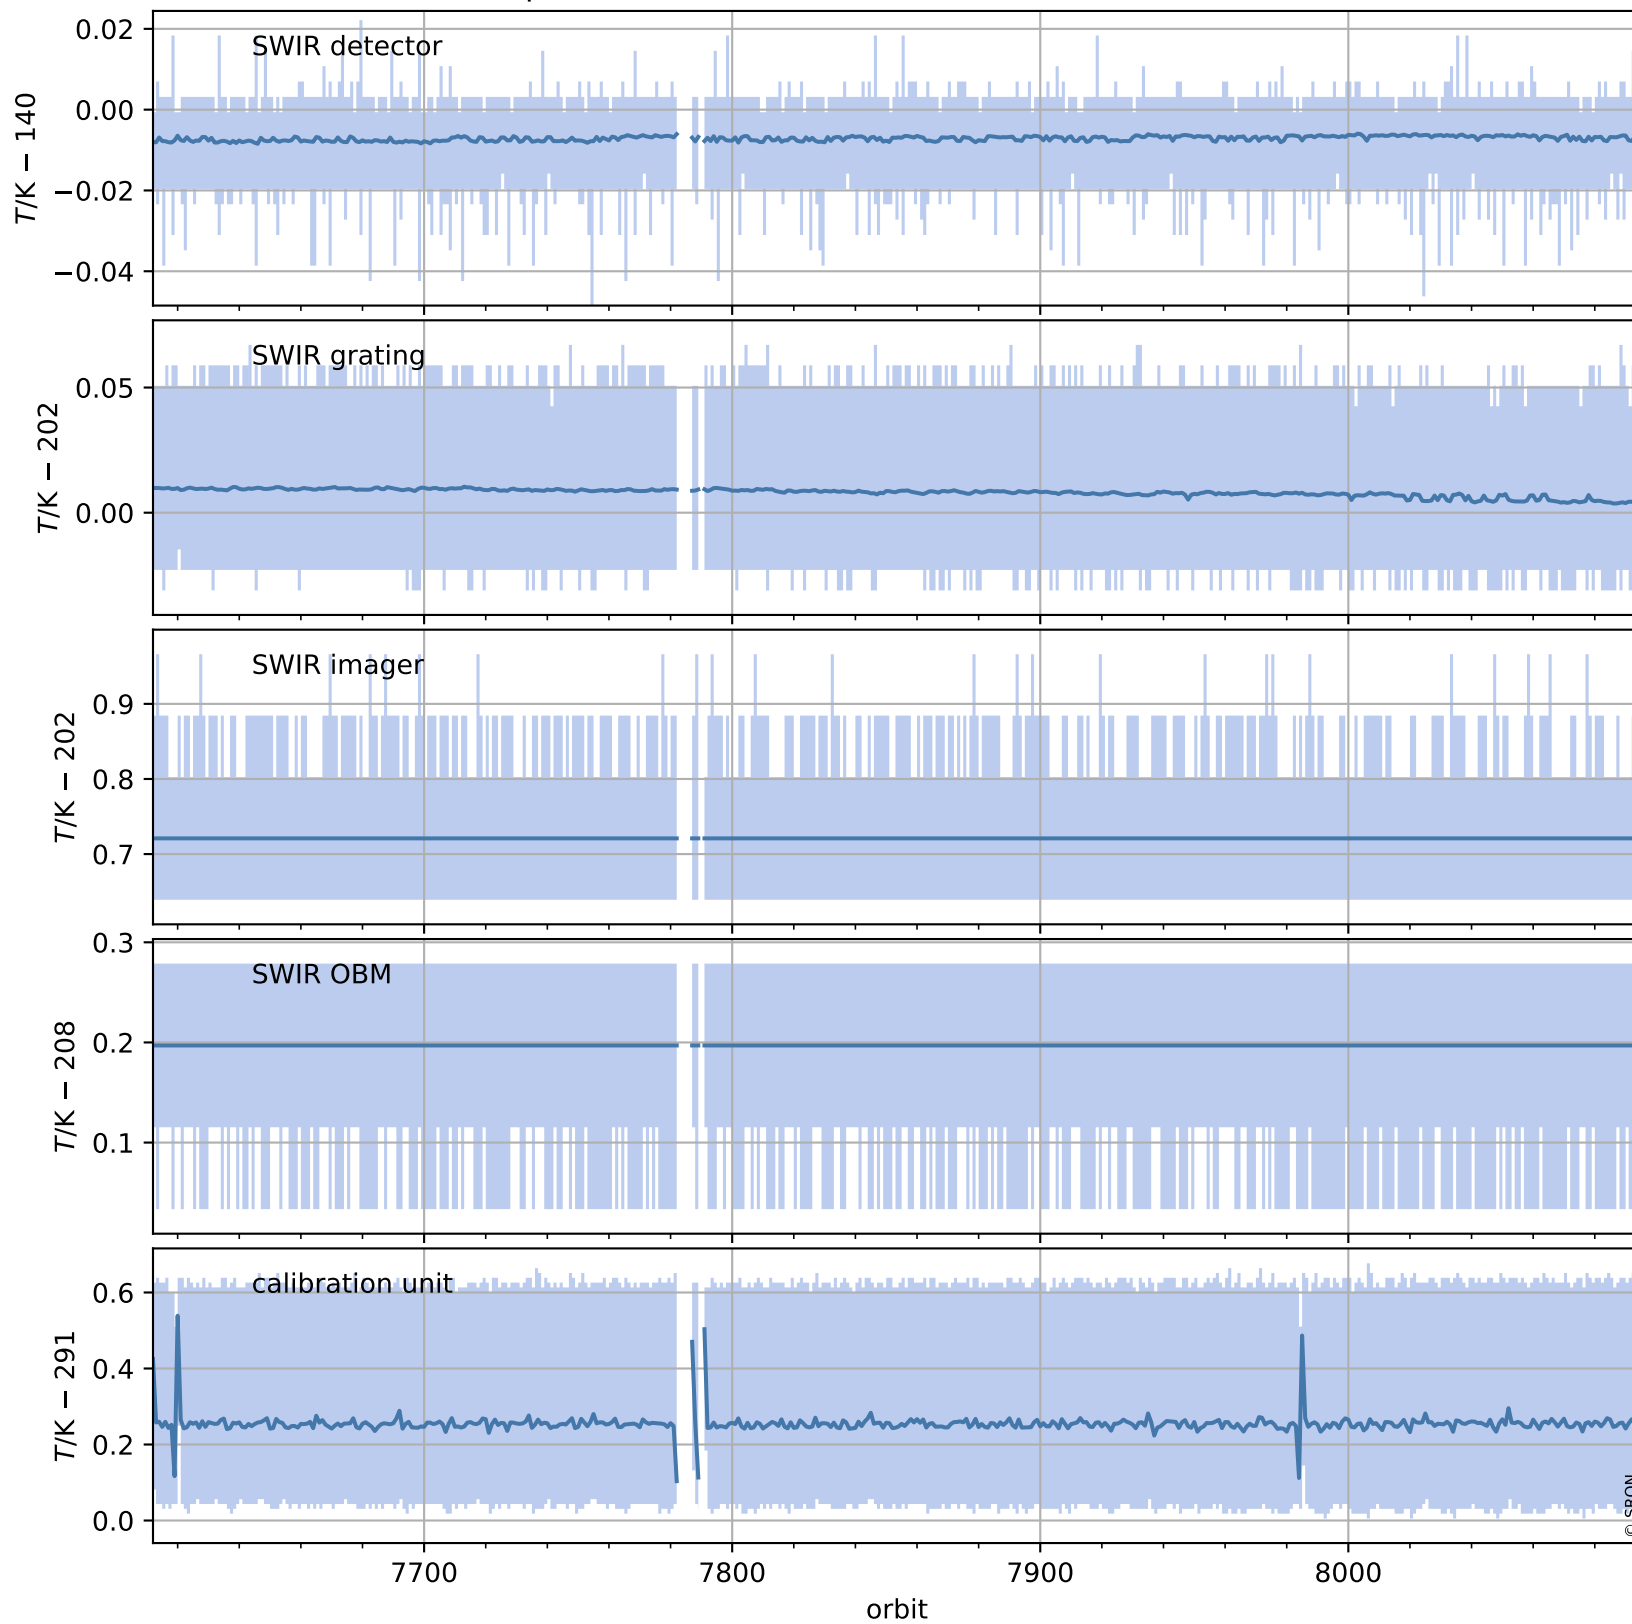 0.02
SWIR detector
0.00
−0.02
−0.04
T/K − 140
SWIR grating
0.05
0.00
T/K − 202
SWIR imager
0.9
0.8
0.7
T/K − 202
0.3
SWIR OBM
0.2
0.1
T/K − 208
calibration unit
0.6
0.4
0.2
0.0
T/K − 291
© SRON
7700 7800 7900 8000
orbit